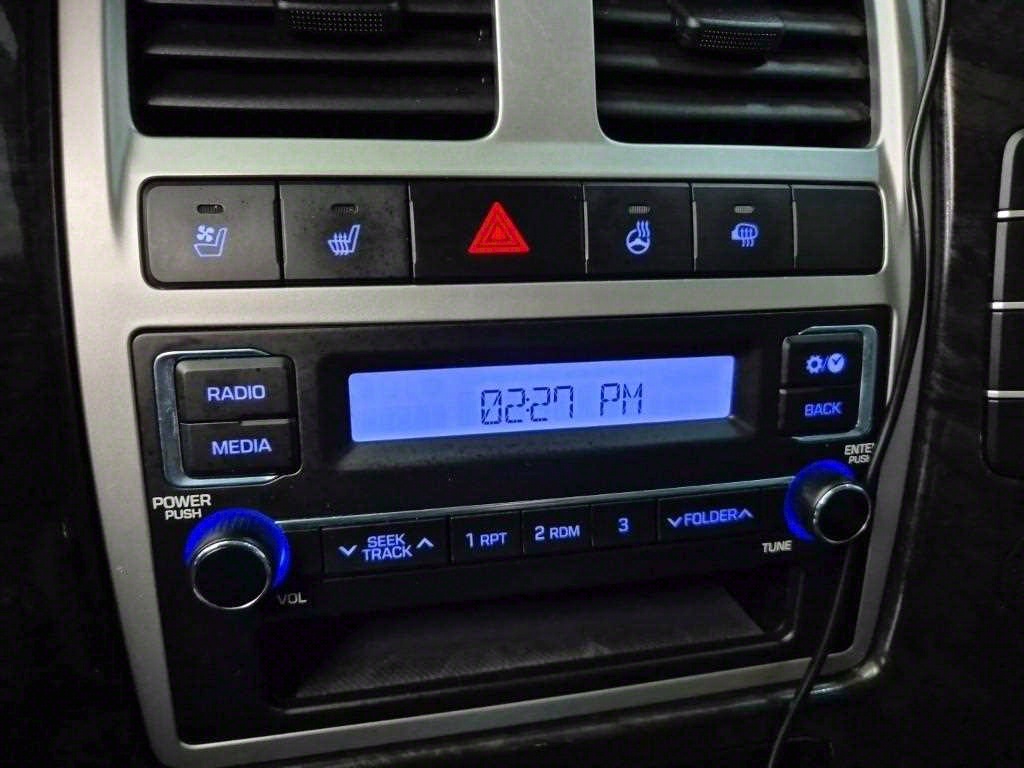 RADIO
02:27 PM
BACK
MEDIA
POWER
PUSH
ENTE
PUSH
SEEK
TRACK
1 RPT
2 RDM
3
FOLDER
VOL
TUNE